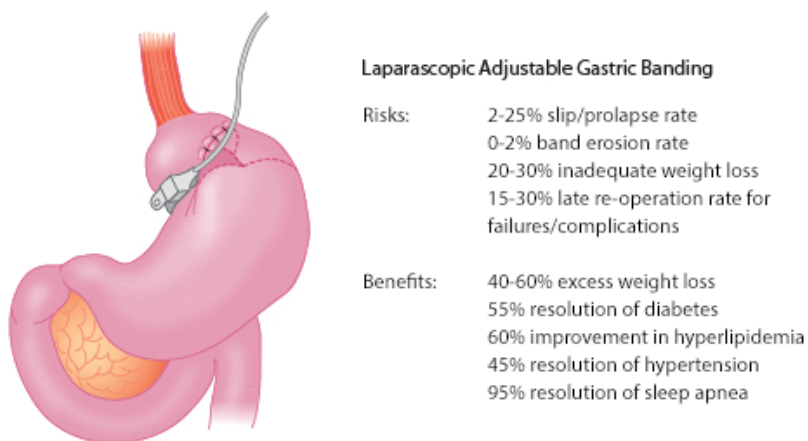 Laparascopic Adjustable Gastric Banding
Risks: 2-25% slip/prolapse rate
0-2% band erosion rate
20-30% inadequate weight loss
15-30% late re-operation rate for
failures/complications
Benefits: 40-60% excess weight loss
55% resolution of diabetes
60% improvement in hyperlipidemia
45% resolution of hypertension
95% resolution of sleep apnea